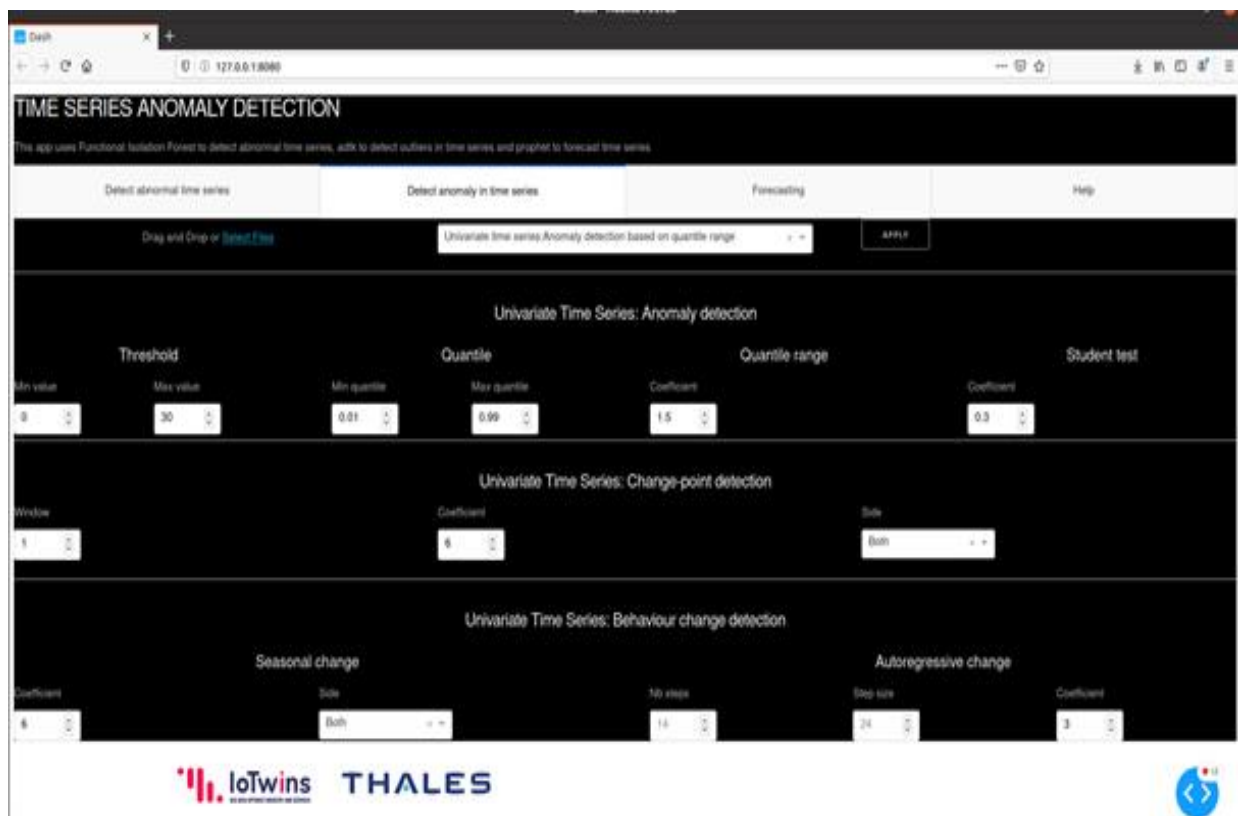 Dash
127.0.0.1:8080
TIME SERIES ANOMALY DETECTION
This app uses Functional Isolation Forest to detect abnormal time series, adtk to detect outliers in time series and prophet to forecast time series
Detect abnormal time series Detect anomaly in time series Forecasting Help
Drag and Drop or Select Files Univariate time series:Anomaly detection based on quantile range APPLY
Univariate Time Series: Anomaly detection
Threshold Quantile Quantile range Student test
Min value Max value Min quantile Max quantile Coefficient Coefficient
0 30 0.01 0.99 1.5 0.3
Univariate Time Series: Change-point detection
Window Coefficient Side
1 6 Both
Univariate Time Series: Behaviour change detection
Seasonal change Autoregressive change
Coefficient Side Nb steps Step size Coefficient
6 Both 14 24 3
IoTwins THALES